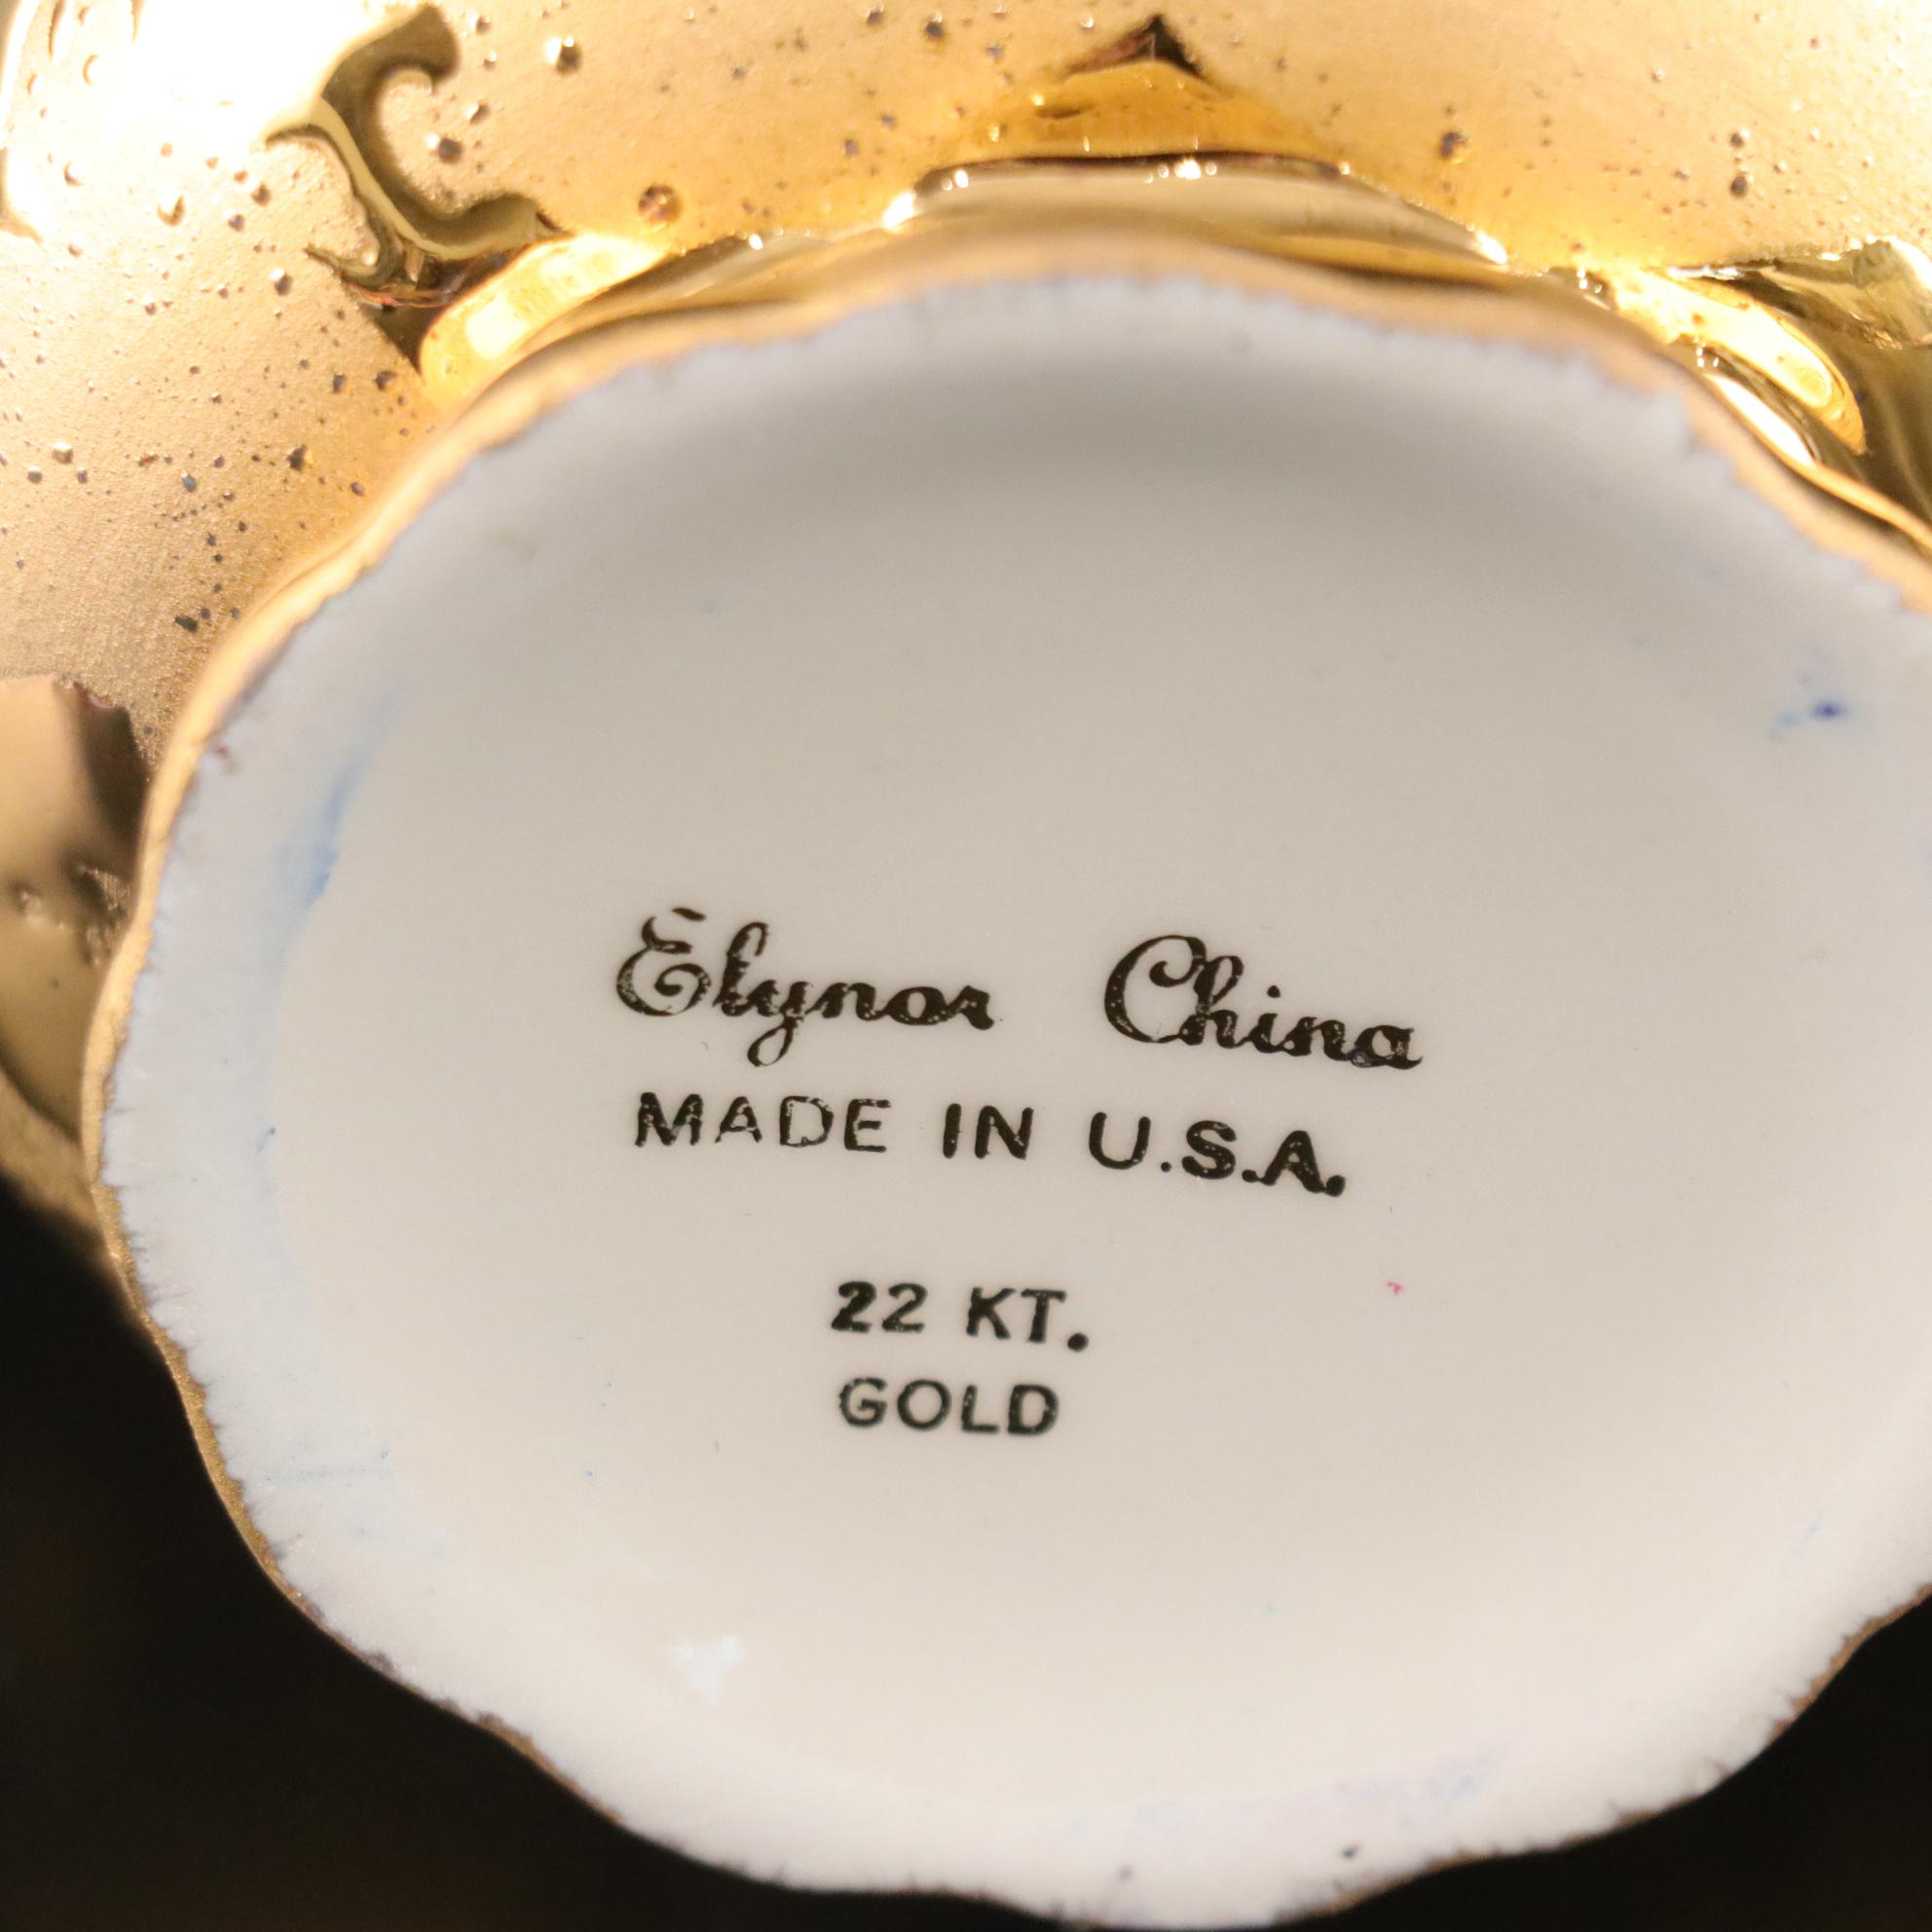 Elynor China
MADE IN U.S.A.
22 KT.
GOLD